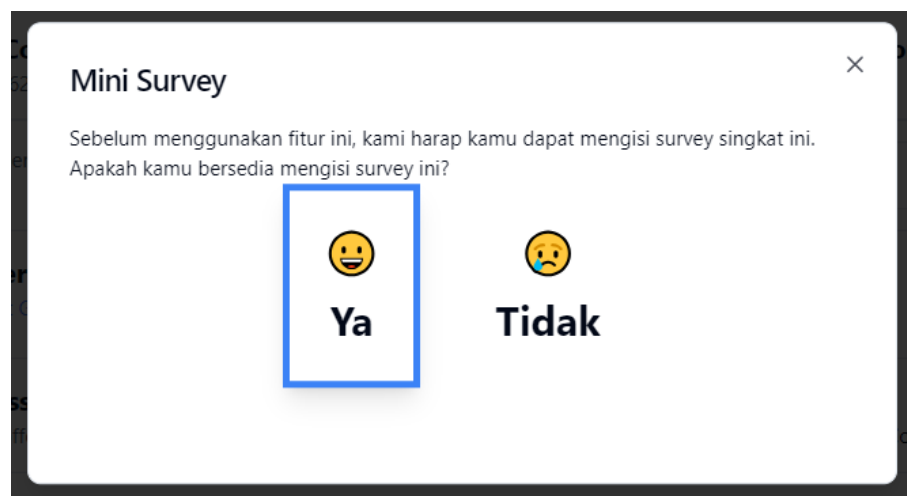 Mini Survey
Sebelum menggunakan fitur ini, kami harap kamu dapat mengisi survey singkat ini.
Apakah kamu bersedia mengisi survey ini?
Ya
Tidak